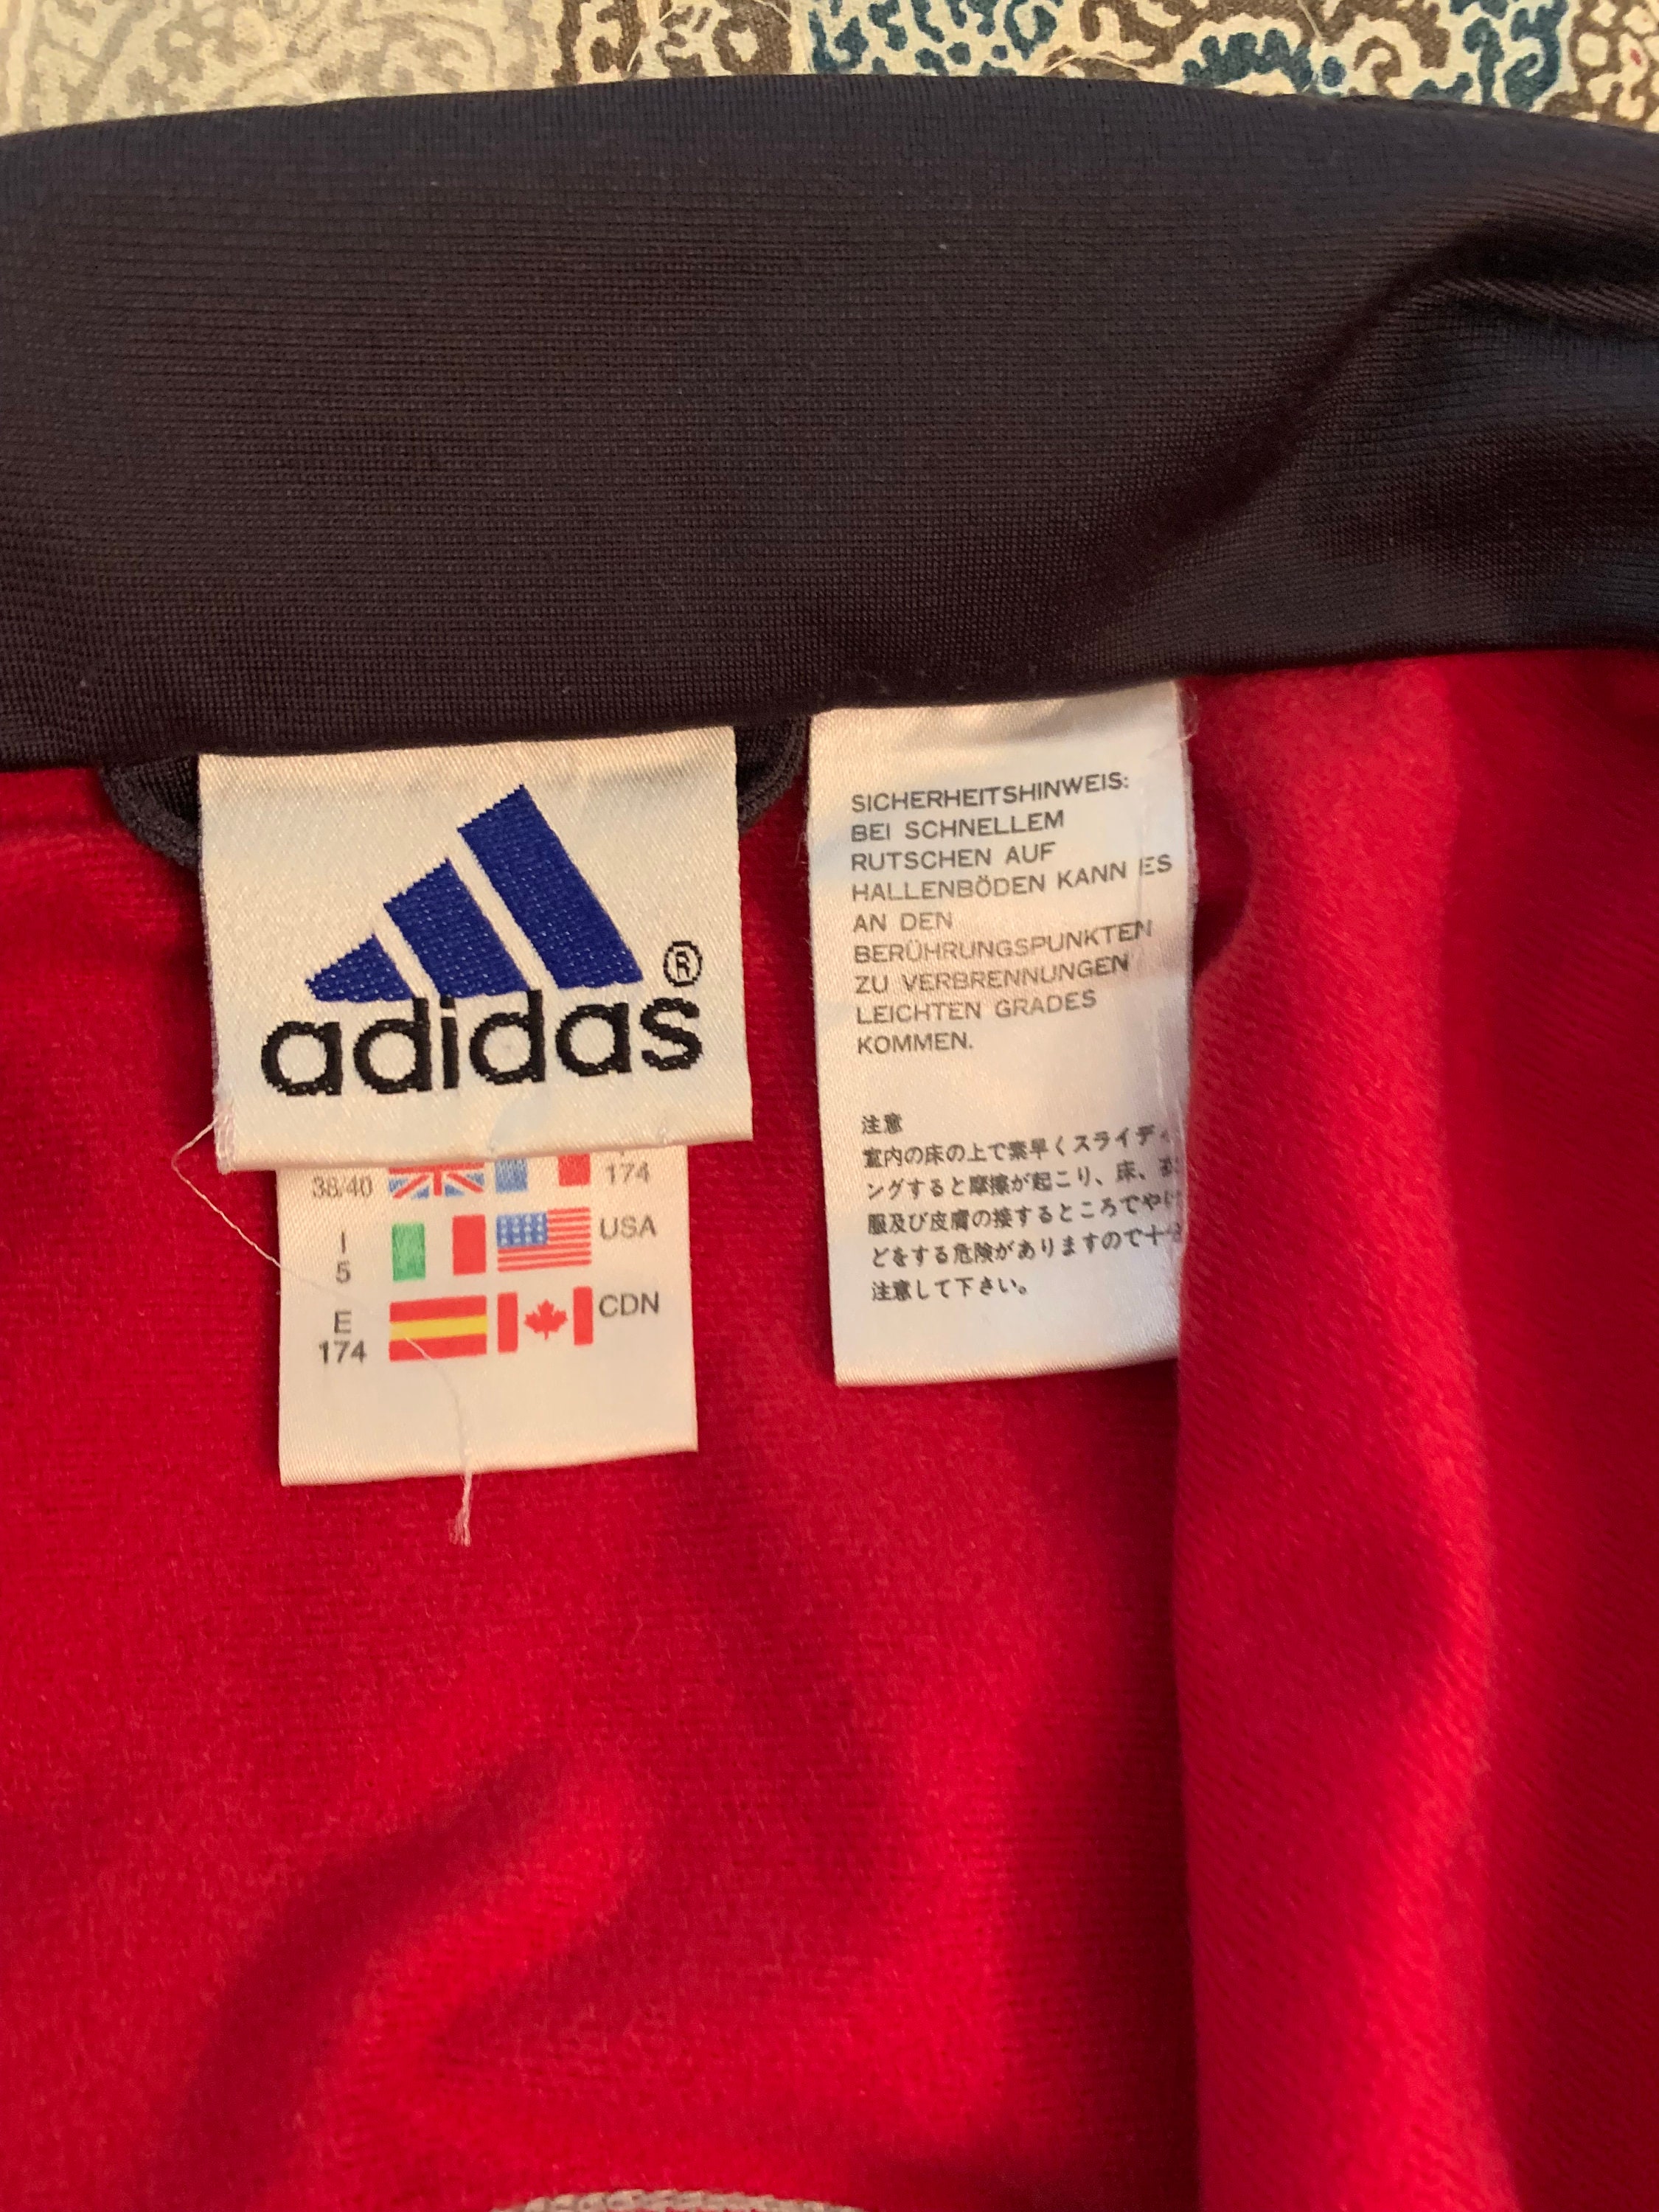 adidas®
38/40
174
I
5
USA
E
174
CDN
SICHERHEITSHINWEIS:
BEI SCHNELLEM
RUTSCHEN AUF
HALLENBÖDEN KANN ES
AN DEN
BERÜHRUNGSPUNKTEN
ZU VERBRENNUNGEN
LEICHTEN GRADES
KOMMEN.
注意
室内の床の上で素早くスライディ
ングすると摩擦が起こり、床、
服及び皮膚の接するところでやけ
どをする危険がありますので十分
注意して下さい。